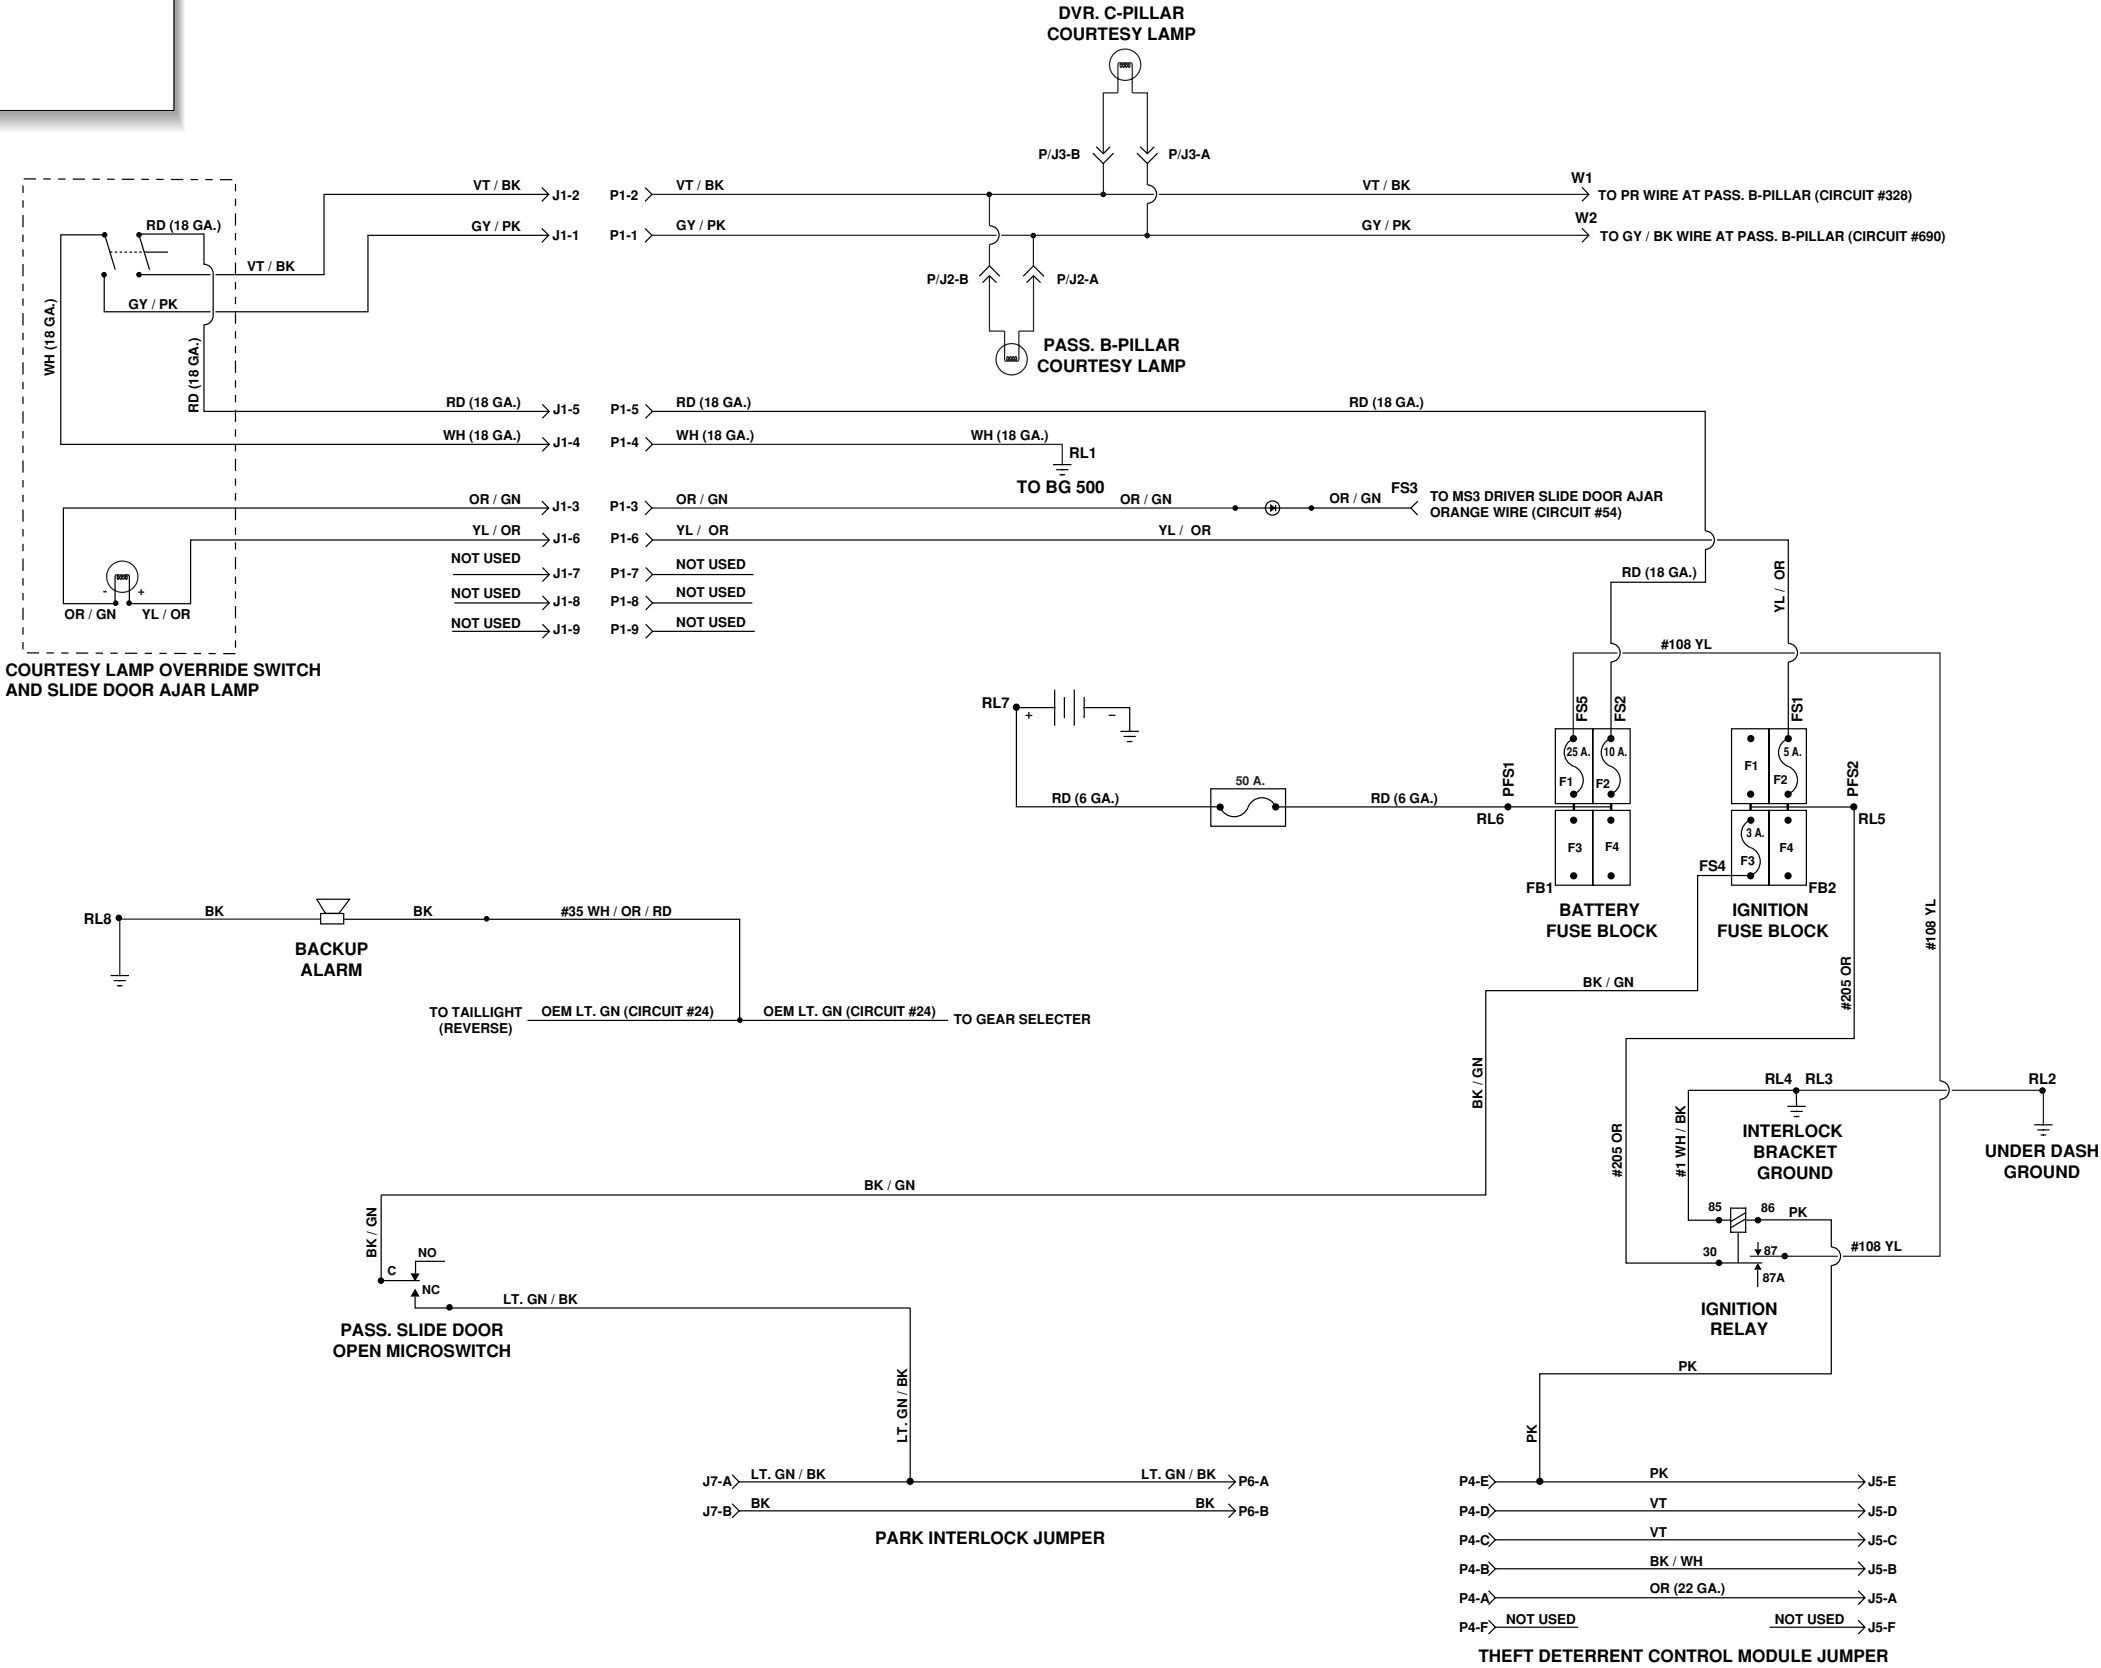 DVR. C-PILLAR
COURTESY LAMP
P/J3-B
P/J3-A
VT / BK
J1-2
P1-2
VT / BK
VT / BK
W1
TO PR WIRE AT PASS. B-PILLAR (CIRCUIT #328)
GY / PK
J1-1
P1-1
GY / PK
GY / PK
W2
TO GY / BK WIRE AT PASS. B-PILLAR (CIRCUIT #690)
RD (18 GA.)
VT / BK
GY / PK
WH (18 GA.)
RD (18 GA.)
P/J2-B
P/J2-A
PASS. B-PILLAR
COURTESY LAMP
RD (18 GA.)
J1-5
P1-5
RD (18 GA.)
RD (18 GA.)
WH (18 GA.)
J1-4
P1-4
WH (18 GA.)
WH (18 GA.)
RL1
TO BG 500
OR / GN
J1-3
P1-3
OR / GN
OR / GN
OR / GN
FS3
TO MS3 DRIVER SLIDE DOOR AJAR
ORANGE WIRE (CIRCUIT #54)
YL / OR
J1-6
P1-6
YL / OR
YL / OR
NOT USED
J1-7
P1-7
NOT USED
NOT USED
J1-8
P1-8
NOT USED
NOT USED
J1-9
P1-9
NOT USED
RD (18 GA.)
YL / OR
- +
OR / GN
YL / OR
COURTESY LAMP OVERRIDE SWITCH
AND SLIDE DOOR AJAR LAMP
#108 YL
RL7
+ −
FS5
FS2
FS1
25 A.
10 A.
5 A.
F1
F2
F1
F2
50 A.
RD (6 GA.)
RD (6 GA.)
PFS1
RL6
PFS2
RL5
F3
F4
3 A.
F3
F4
FS4
FB1
FB2
BATTERY
FUSE BLOCK
IGNITION
FUSE BLOCK
#108 YL
RL8
BK
BK
#35 WH / OR / RD
BACKUP
ALARM
TO TAILLIGHT
(REVERSE)
OEM LT. GN (CIRCUIT #24)
OEM LT. GN (CIRCUIT #24)
TO GEAR SELECTER
BK / GN
#205 OR
BK / GN
RL4
RL3
RL2
INTERLOCK
BRACKET
GROUND
UNDER DASH
GROUND
#205 OR
#1 WH / BK
BK / GN
BK / GN
85
86
PK
30
87
#108 YL
87A
IGNITION
RELAY
NO
C
NC
LT. GN / BK
PASS. SLIDE DOOR
OPEN MICROSWITCH
LT. GN / BK
PK
PK
J7-A
LT. GN / BK
LT. GN / BK
P6-A
J7-B
BK
BK
P6-B
PARK INTERLOCK JUMPER
P4-E
PK
J5-E
P4-D
VT
J5-D
P4-C
VT
J5-C
P4-B
BK / WH
J5-B
P4-A
OR (22 GA.)
J5-A
P4-F
NOT USED
NOT USED
J5-F
THEFT DETERRENT CONTROL MODULE JUMPER